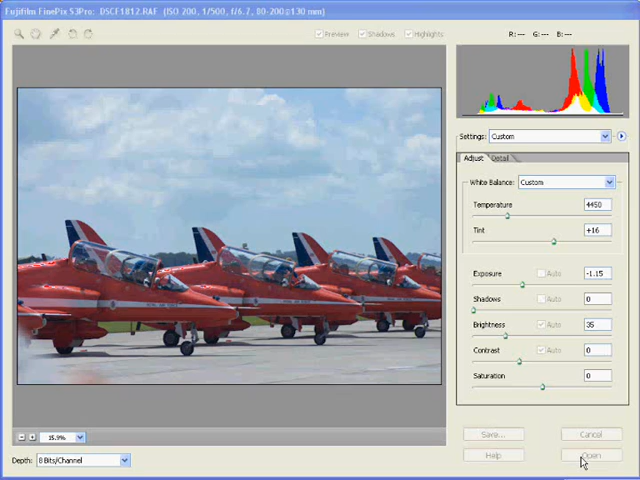 Fujifilm FinePix S3Pro: DSCF1812.RAF (ISO 200, 1/500, f/6.7, 80-200@130 mm)
Preview Shadows Highlights R:--- G:--- B:---
Settings: Custom
Adjust Detail
White Balance: Custom
Temperature 4450
Tint +16
Exposure Auto -1.15
Shadows Auto 0
Brightness Auto 35
Contrast Auto 0
Saturation 0
15.9%
Save... Cancel
Help Open
Depth: 8 Bits/Channel